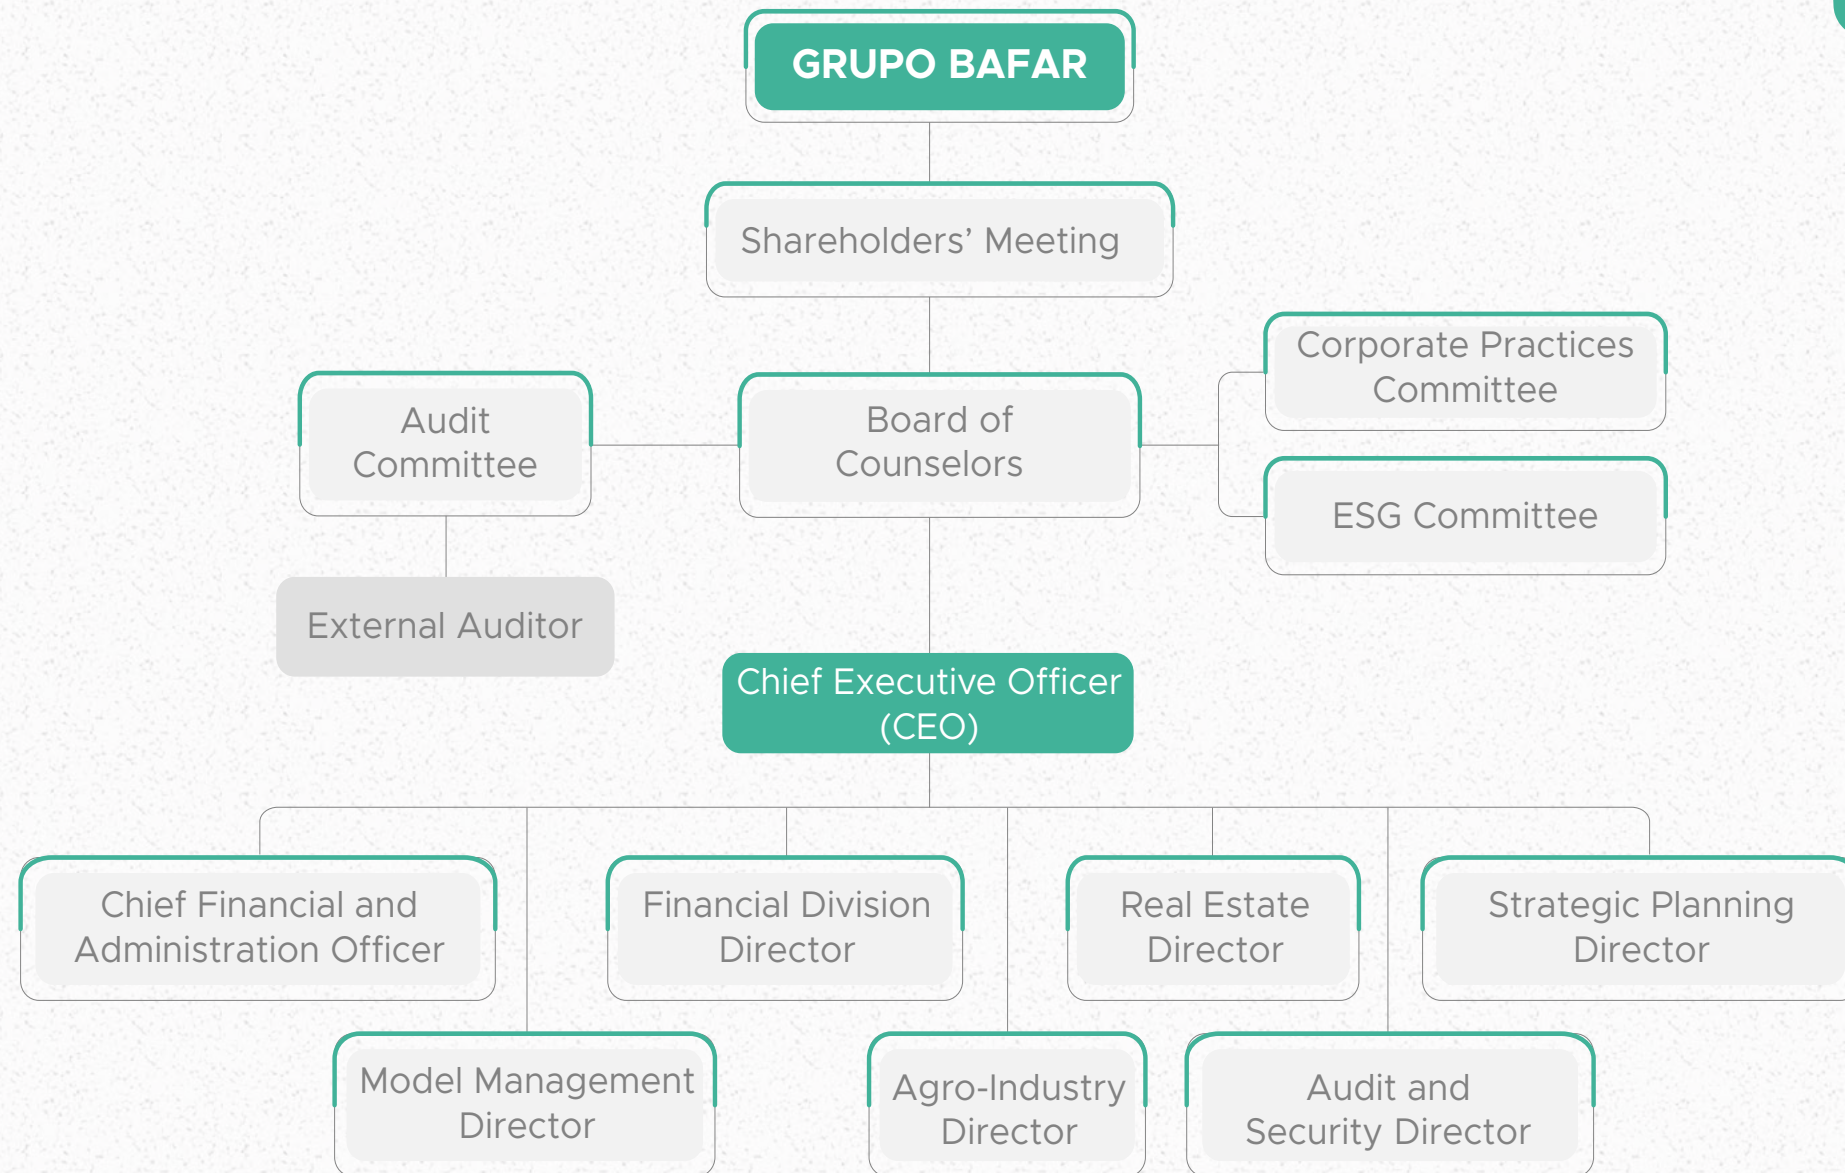 GRUPO BAFAR
Shareholders’ Meeting
Corporate Practices
Committee
Audit
Committee
Board of
Counselors
ESG Committee
External Auditor
Chief Executive Officer
(CEO)
Chief Financial and
Administration Officer
Financial Division
Director
Real Estate
Director
Strategic Planning
Director
Model Management
Director
Agro-Industry
Director
Audit and
Security Director